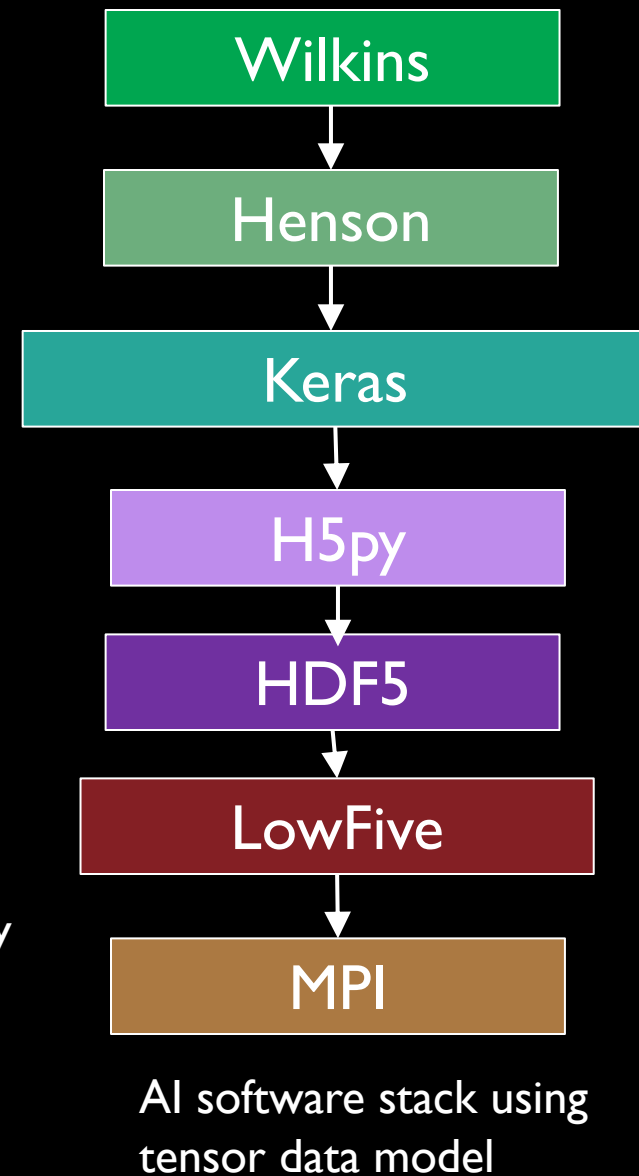 Wilkins
Henson
Keras
H5py
HDF5
LowFive
MPI
AI software stack using
tensor data model